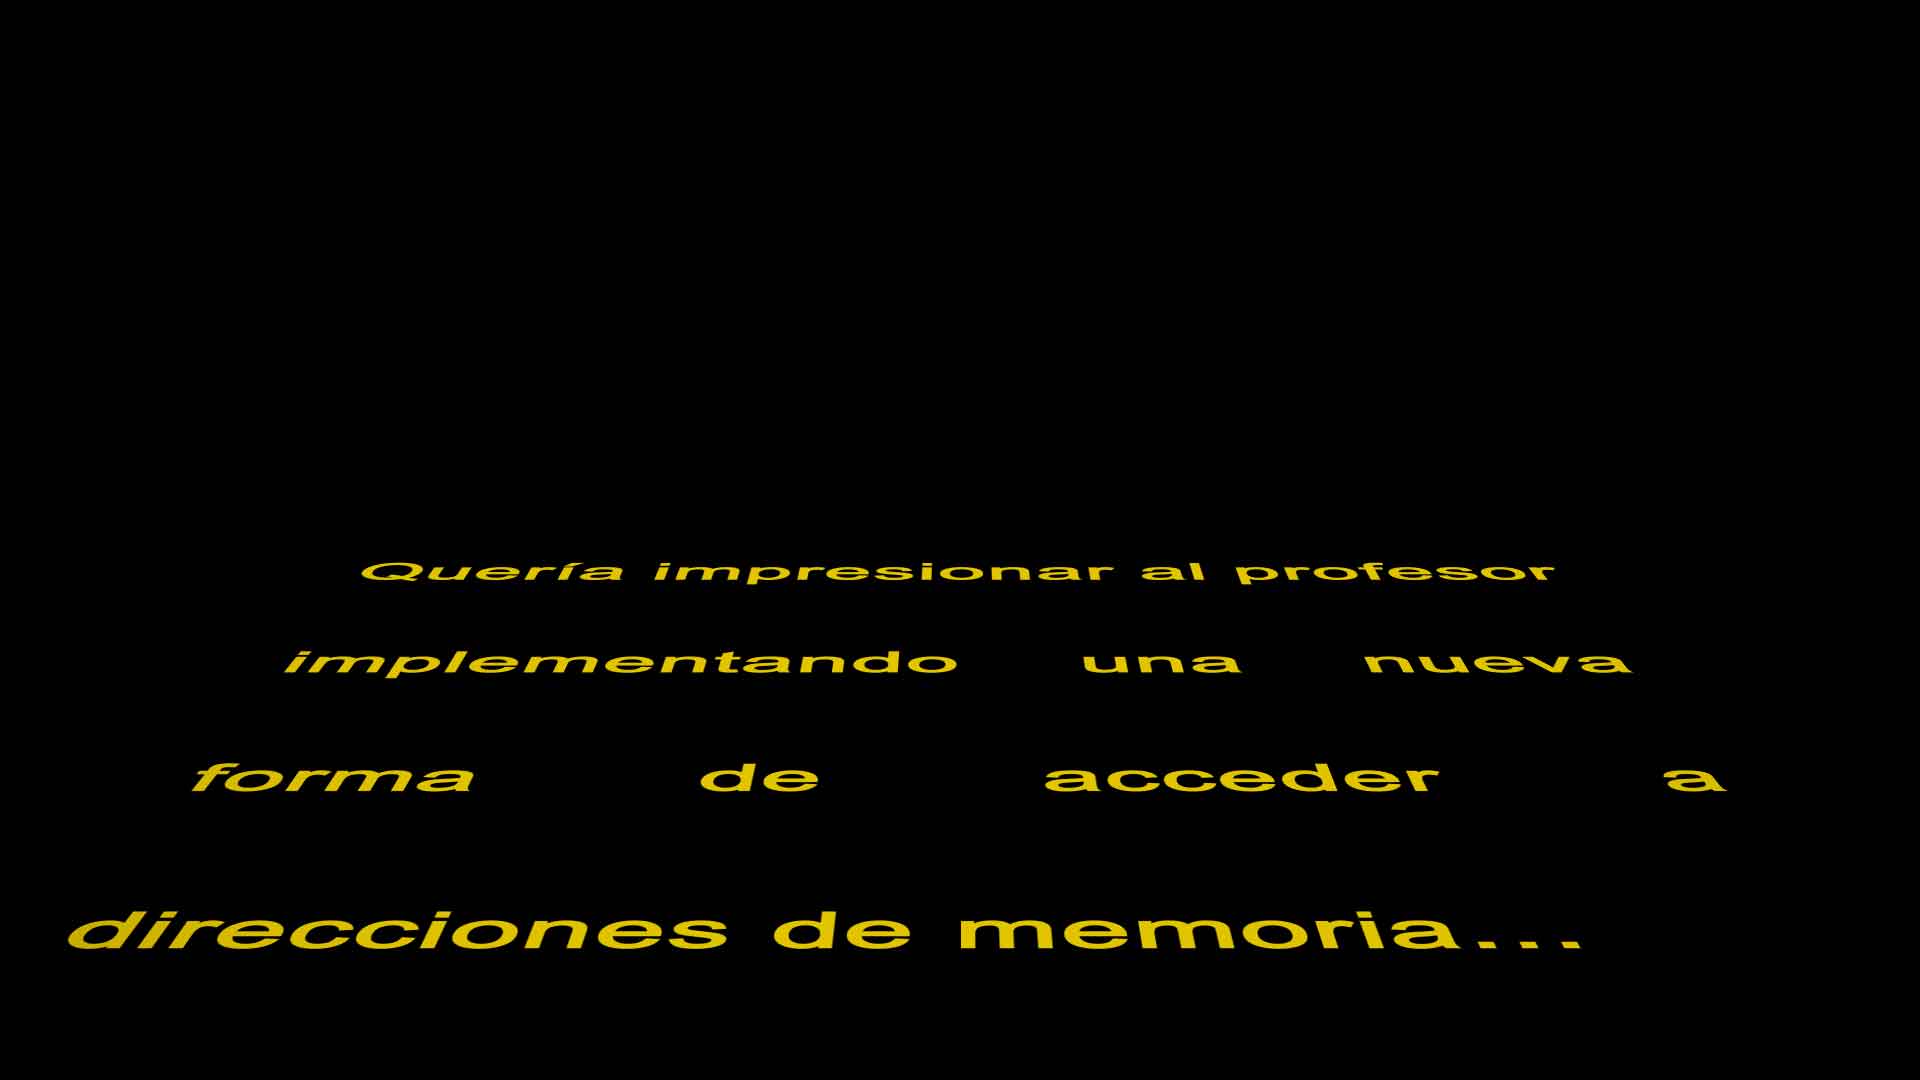 Quería impresionar al profesor
implementando una nueva
forma de acceder a
direcciones de memoria...